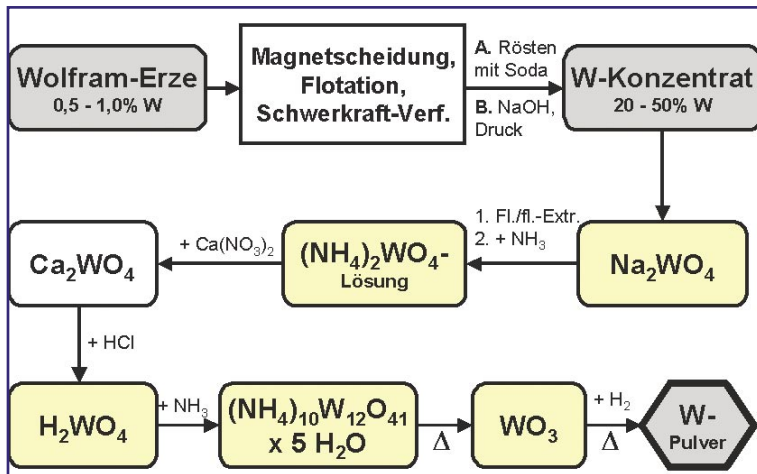 Wolfram-Erze
0,5 - 1,0% W
Magnetscheidung,
Flotation,
Schwerkraft-Verf.
A. Rösten
mit Soda
B. NaOH,
Druck
W-Konzentrat
20 - 50% W
Na₂WO₄
1. Fl./fl.-Extr.
2. + NH₃
(NH₄)₂WO₄-
Lösung
+ Ca(NO₃)₂
Ca₂WO₄
+ HCl
H₂WO₄
+ NH₃
(NH₄)₁₀W₁₂O₄₁
x 5 H₂O
Δ
WO₃
+ H₂
Δ
W-
Pulver